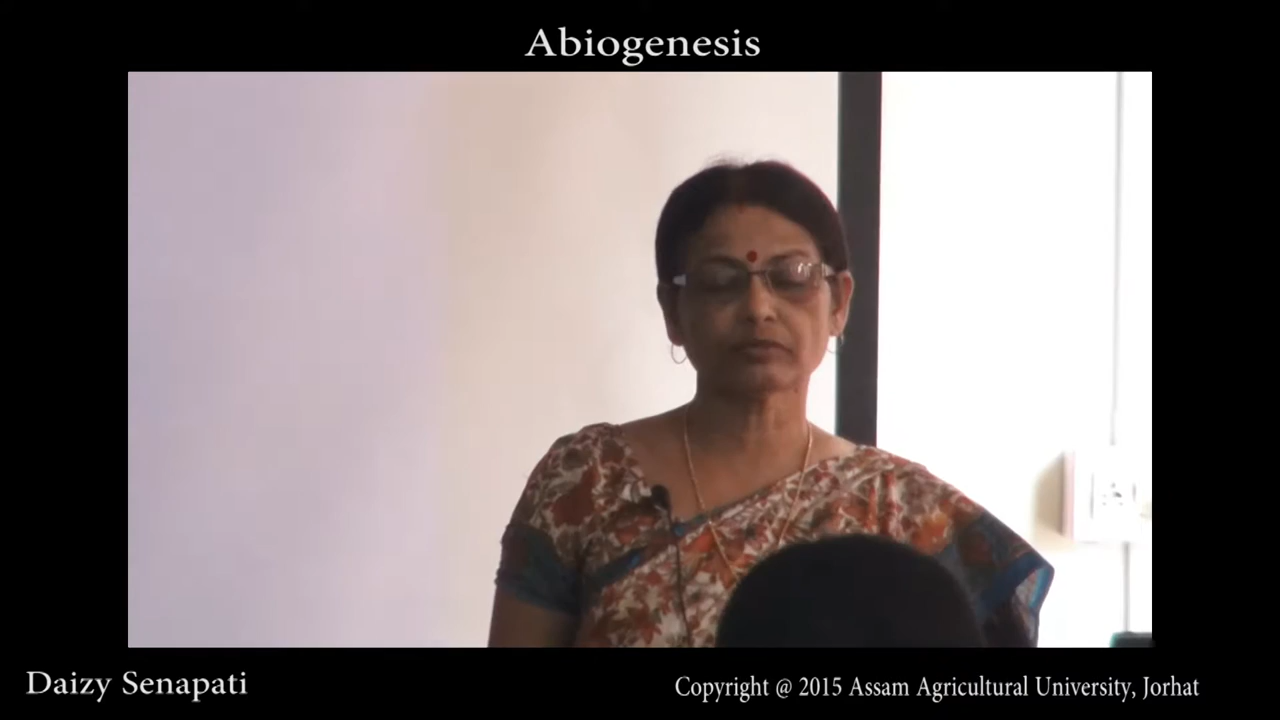 Abiogenesis
Daizy Senapati
Copyright @ 2015 Assam Agricultural University, Jorhat